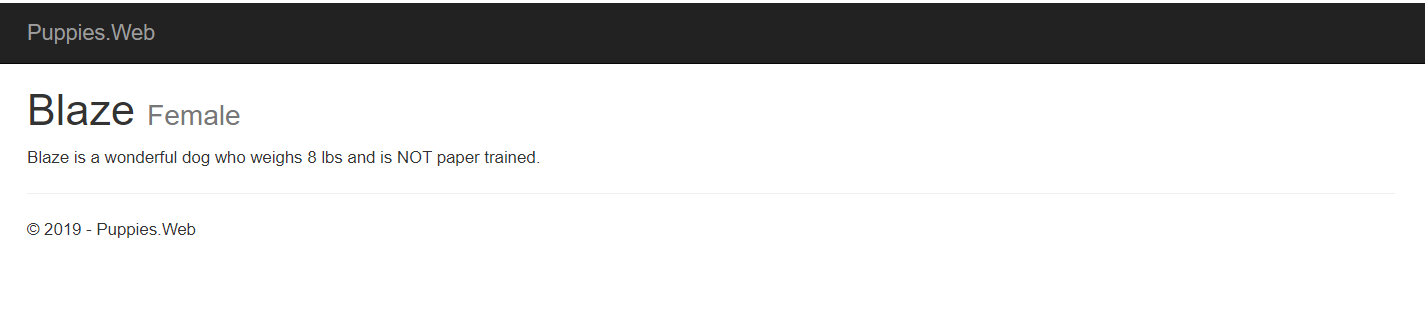 Puppies.Web
Blaze Female
Blaze is a wonderful dog who weighs 8 lbs and is NOT paper trained.
© 2019 - Puppies.Web